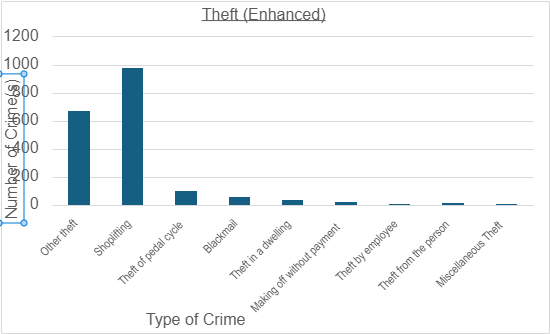 Theft (Enhanced)
1200
1000
800
600
400
200
0
Number of Crime(s)
Other theft
Shoplifting
Theft of pedal cycle
Blackmail
Theft in a dwelling
Making off without payment
Theft by employee
Theft from the person
Miscellaneous Theft
Type of Crime